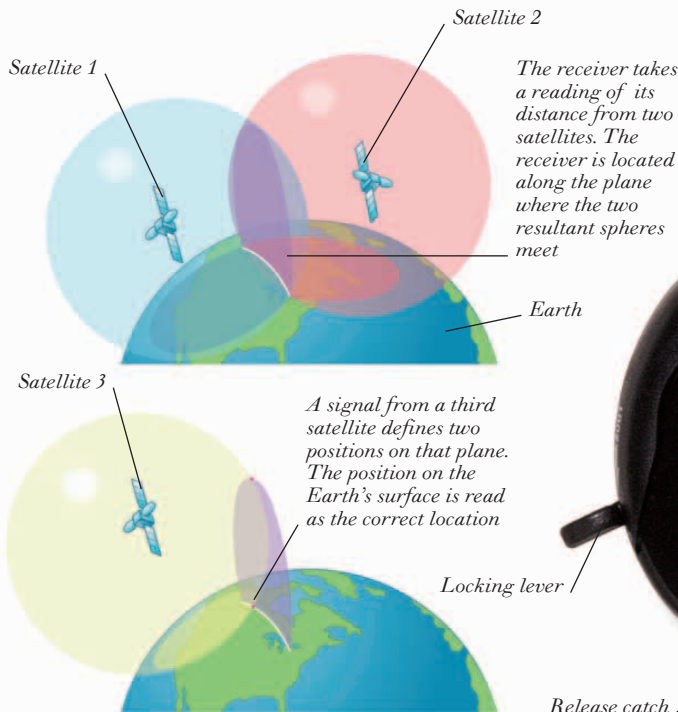 Satellite 2
Satellite 1
The receiver takes
a reading of its
distance from two
satellites. The
receiver is located
along the plane
where the two
resultant spheres
meet
Earth
Satellite 3
A signal from a third
satellite defines two
positions on that plane.
The position on the
Earth's surface is read
as the correct location
Locking lever
Release catch